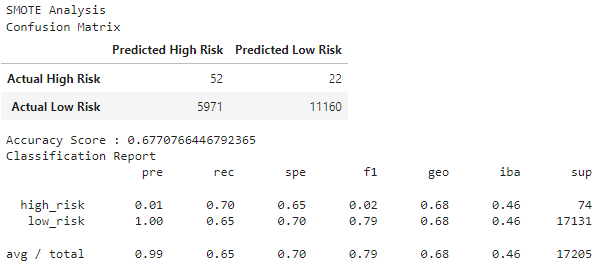 SMOTE Analysis
Confusion Matrix
Predicted High Risk Predicted Low Risk
Actual High Risk 52 22
Actual Low Risk 5971 11160
Accuracy Score : 0.6770766446792365
Classification Report
pre rec spe f1 geo iba sup
high_risk 0.01 0.70 0.65 0.02 0.68 0.46 74
low_risk 1.00 0.65 0.70 0.79 0.68 0.46 17131
avg / total 0.99 0.65 0.70 0.79 0.68 0.46 17205